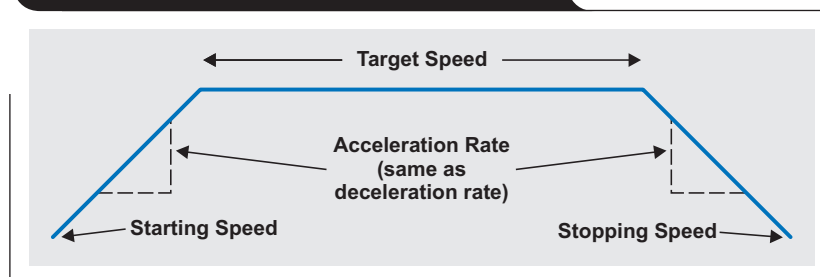 Target Speed
Acceleration Rate
(same as
deceleration rate)
Starting Speed
Stopping Speed